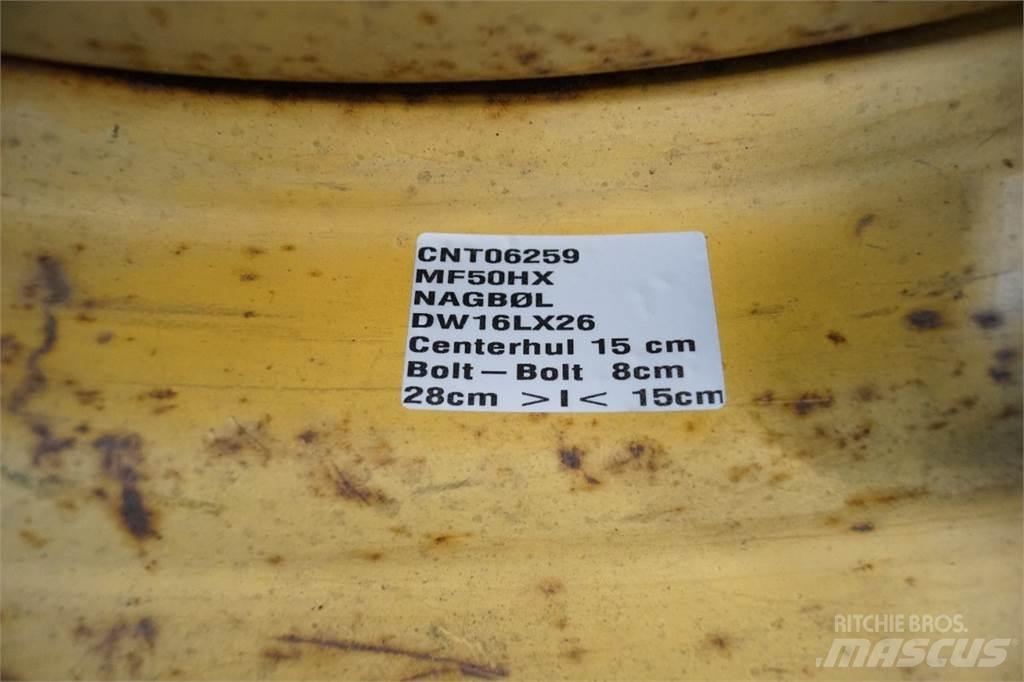 CNT06259
MF50HX
NAGBØL
DW16LX26
Centerhul 15 cm
Bolt – Bolt 8cm
28cm >I< 15cm
RITCHIE BROS.
MASCUS